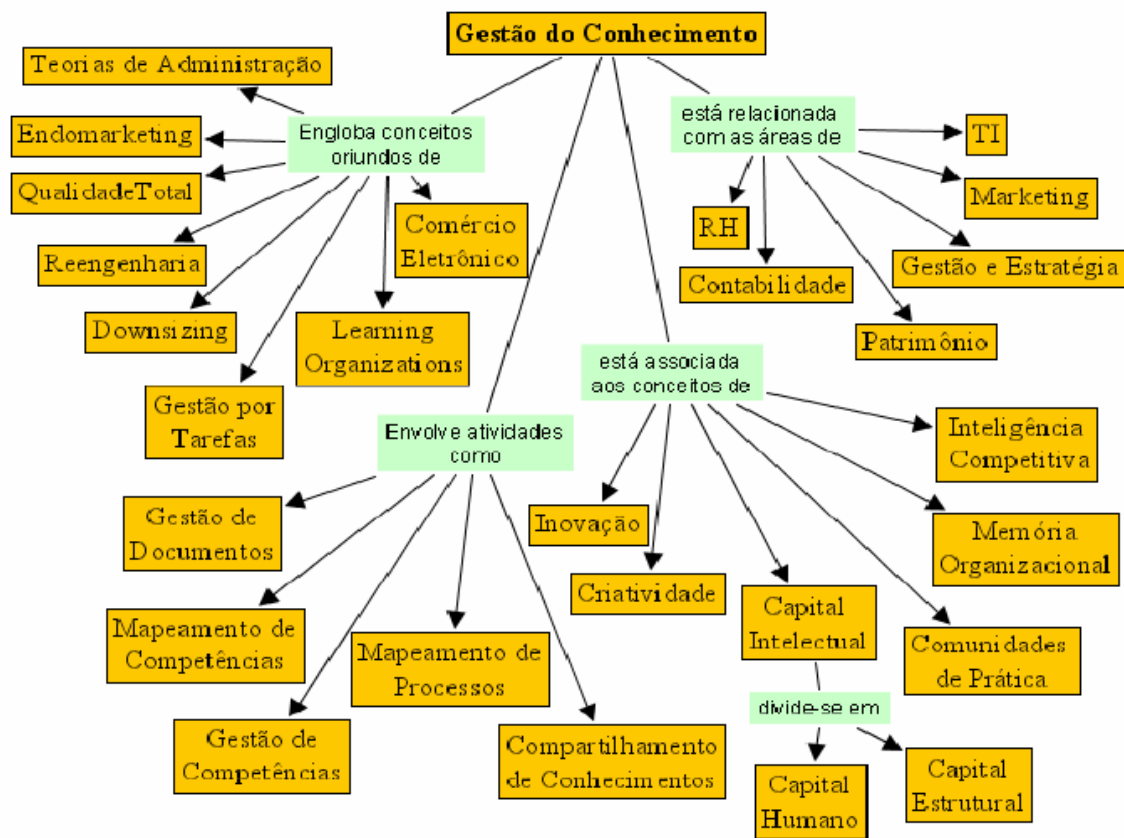 Gestão do Conhecimento
Teorias de Administração
Endomarketing
QualidadeTotal
Reengenharia
Downsizing
Gestão por
Tarefas
Engloba conceitos
oriundos de
Comércio
Eletrônico
Learning
Organizations
está relacionada
com as áreas de
TI
Marketing
RH
Contabilidade
Gestão e Estratégia
Patrimônio
Envolve atividades
como
Gestão de
Documentos
Mapeamento de
Competências
Gestão de
Competências
Mapeamento de
Processos
Compartilhamento
de Conhecimentos
está associada
aos conceitos de
Inovação
Criatividade
Inteligência
Competitiva
Memória
Organizacional
Comunidades
de Prática
Capital
Intelectual
divide-se em
Capital
Humano
Capital
Estrutural